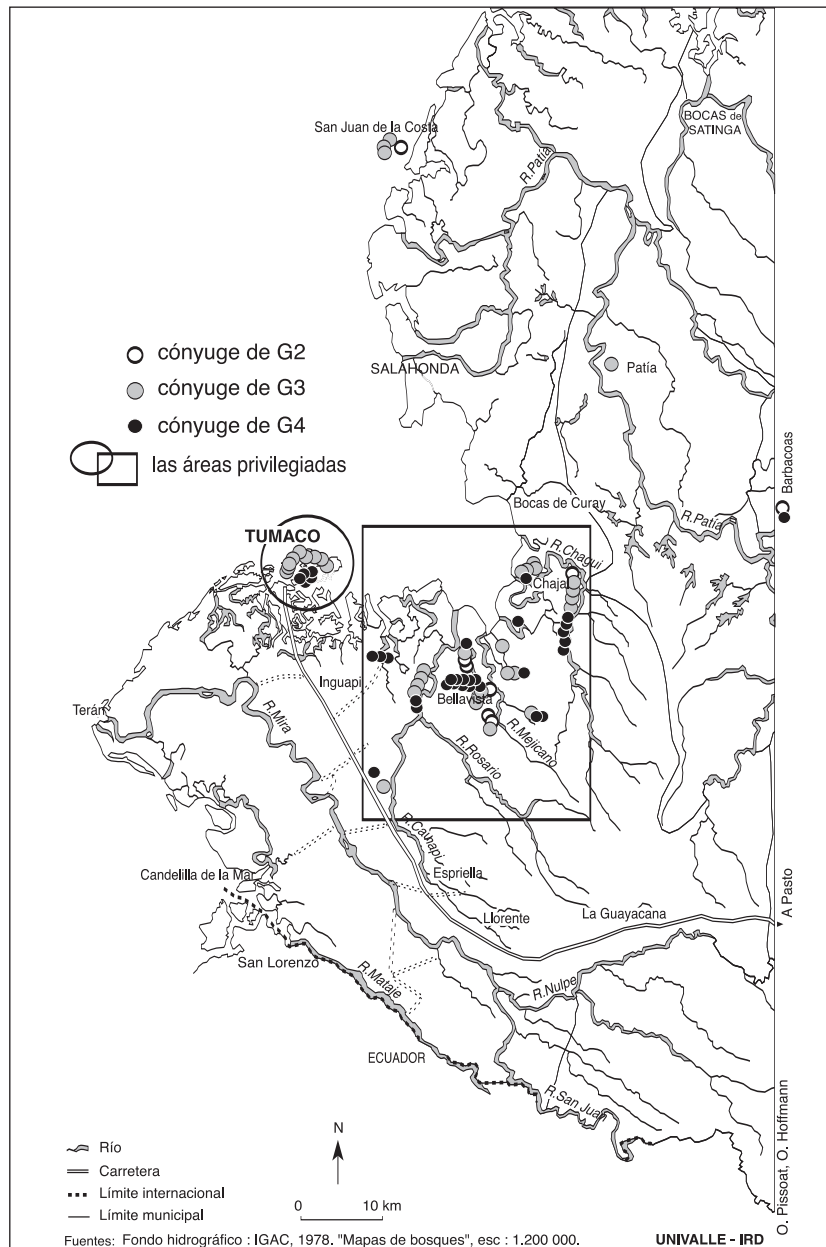 San Juan de la Costa
BOCAS de
SATINGA
R.Patía
cónyuge de G2
cónyuge de G3
cónyuge de G4
las áreas privilegiadas
SALAHONDA
Patía
Barbacoas
Bocas de Curay
R.Patía
TUMACO
R.Chagui
Chajal
Inguapi
Bellavista
Terán
R.Mira
R.Mejicano
R.Rosario
R.Caunapi
Candelilla de la Mar
Espriella
Llorente
La Guayacana
A Pasto
San Lorenzo
R.Mataje
R.Nulpe
ECUADOR
R.San Juan
N
Río
Carretera
Límite internacional
Límite municipal
0 10 km
O. Pissoat, O. Hoffmann
Fuentes: Fondo hidrográfico : IGAC, 1978. "Mapas de bosques", esc : 1.200 000.
UNIVALLE - IRD